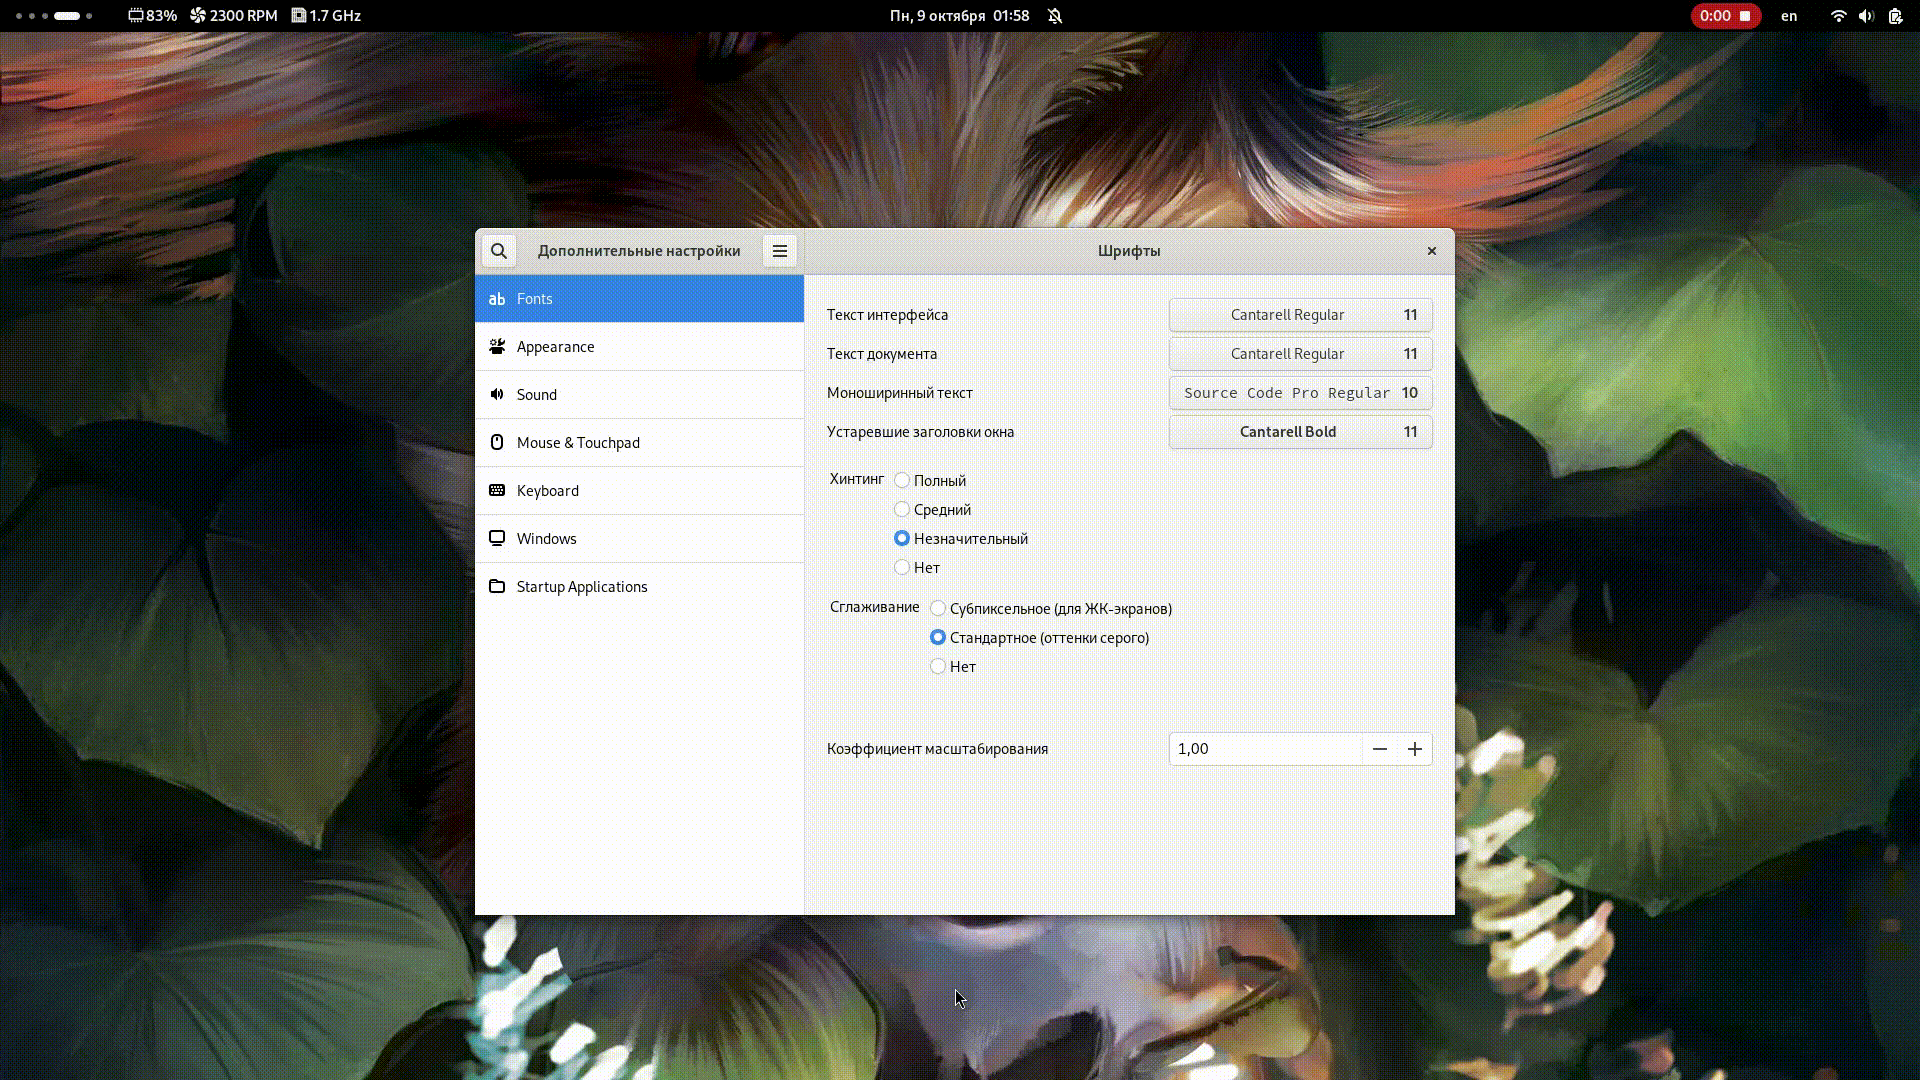 83% 2300 RPM 1.7 GHz Пн, 9 октября 01:58 0:00 en
Дополнительные настройки Шрифты
ab Fonts
Appearance
Sound
Mouse & Touchpad
Keyboard
Windows
Startup Applications
Текст интерфейса Cantarell Regular 11
Текст документа Cantarell Regular 11
Моноширинный текст Source Code Pro Regular 10
Устаревшие заголовки окна Cantarell Bold 11
Хинтинг Полный
Средний
Незначительный
Нет
Сглаживание Субпиксельное (для ЖК-экранов)
Стандартное (оттенки серого)
Нет
Коэффициент масштабирования 1,00